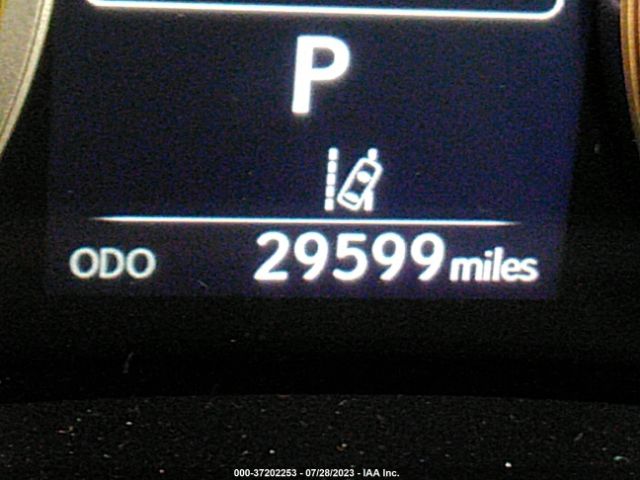 P
ODO 29599 miles
000-37202253 - 07/28/2023 - IAA Inc.